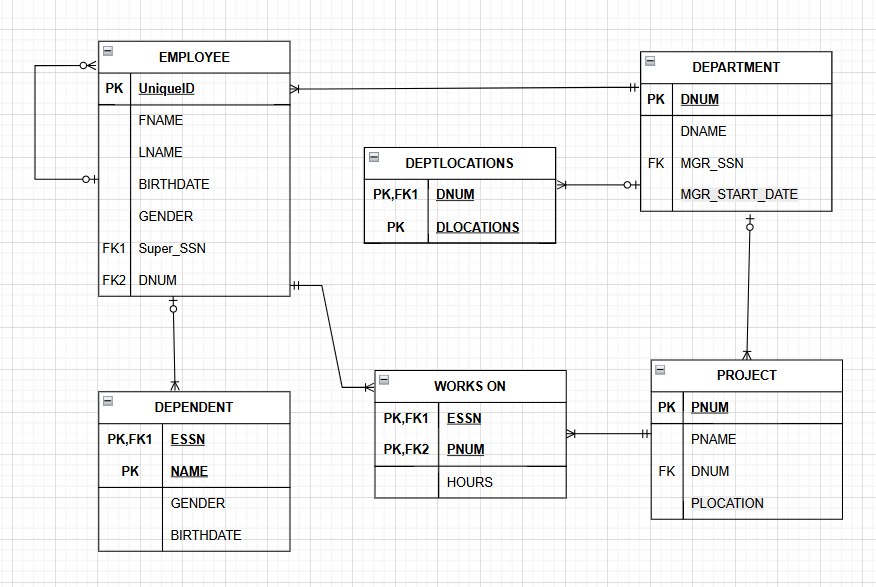 EMPLOYEE
PK UniqueID
FNAME
LNAME
BIRTHDATE
GENDER
FK1 Super_SSN
FK2 DNUM
DEPARTMENT
PK DNUM
DNAME
FK MGR_SSN
MGR_START_DATE
DEPTLOCATIONS
PK,FK1 DNUM
PK DLOCATIONS
DEPENDENT
PK,FK1 ESSN
PK NAME
GENDER
BIRTHDATE
WORKS ON
PK,FK1 ESSN
PK,FK2 PNUM
HOURS
PROJECT
PK PNUM
PNAME
FK DNUM
PLOCATION